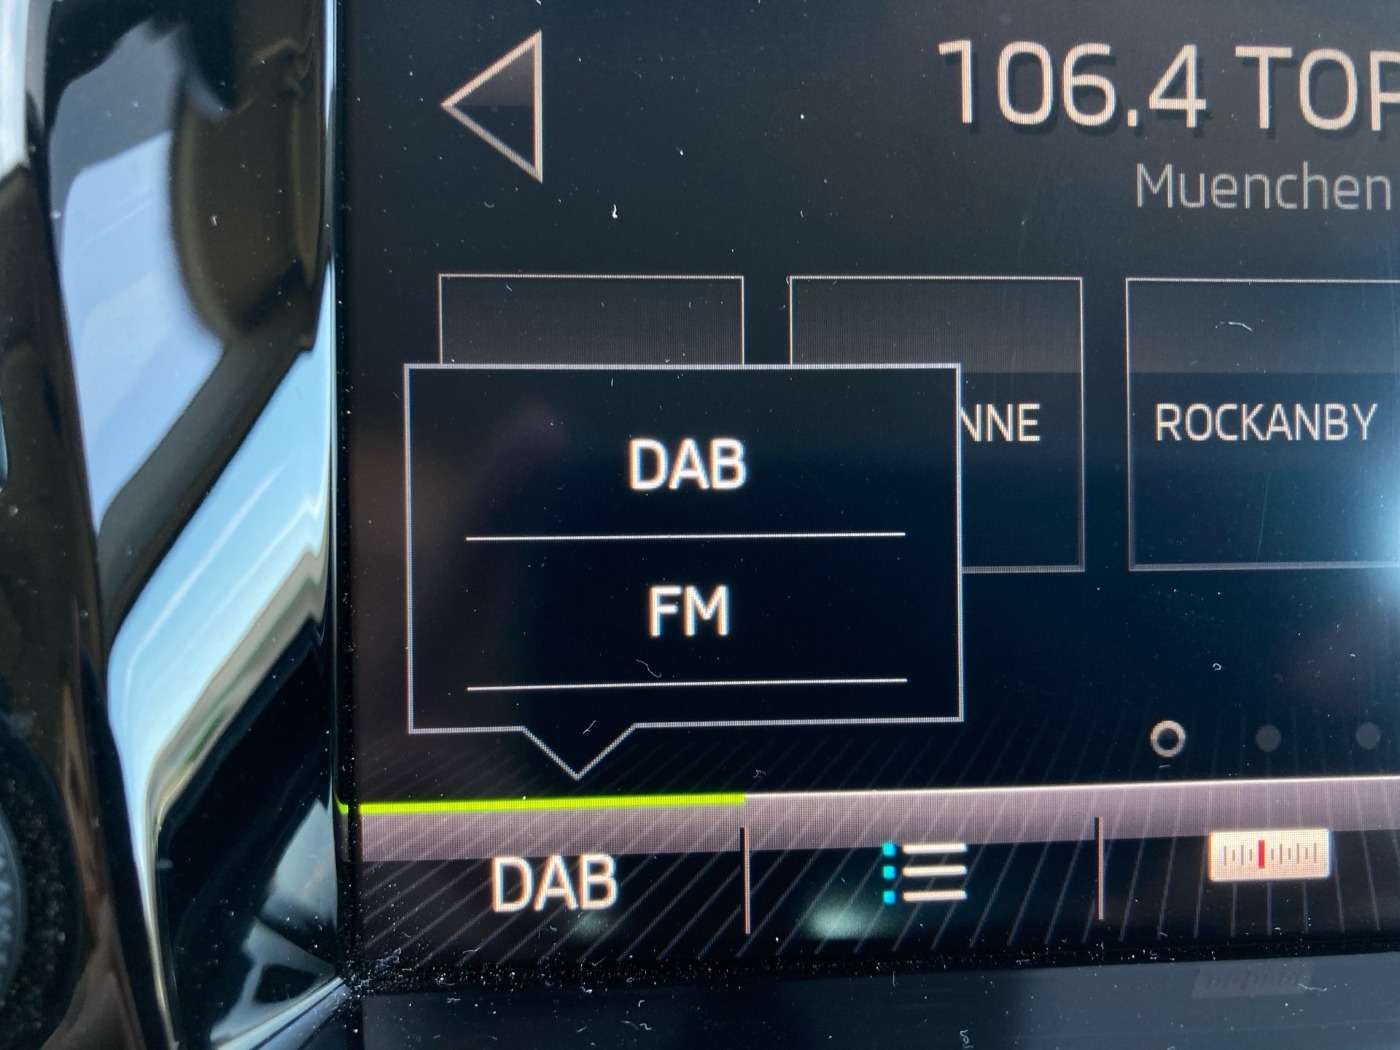 106.4 TOP
Muenchen
NNE
ROCKANBY
DAB
FM
DAB